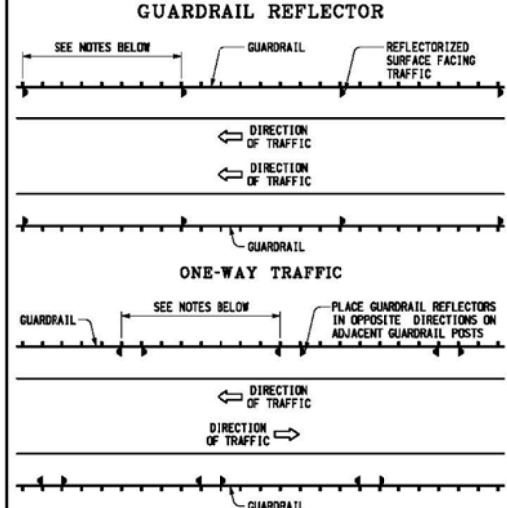 GUARDRAIL REFLECTOR
SEE NOTES BELOW
GUARDRAIL
REFLECTORIZED
SURFACE FACING
TRAFFIC
DIRECTION
OF TRAFFIC
DIRECTION
OF TRAFFIC
GUARDRAIL
ONE-WAY TRAFFIC
GUARDRAIL
SEE NOTES BELOW
PLACE GUARDRAIL REFLECTORS
IN OPPOSITE DIRECTIONS ON
ADJACENT GUARDRAIL POSTS
DIRECTION
OF TRAFFIC
DIRECTION
OF TRAFFIC
GUARDRAIL